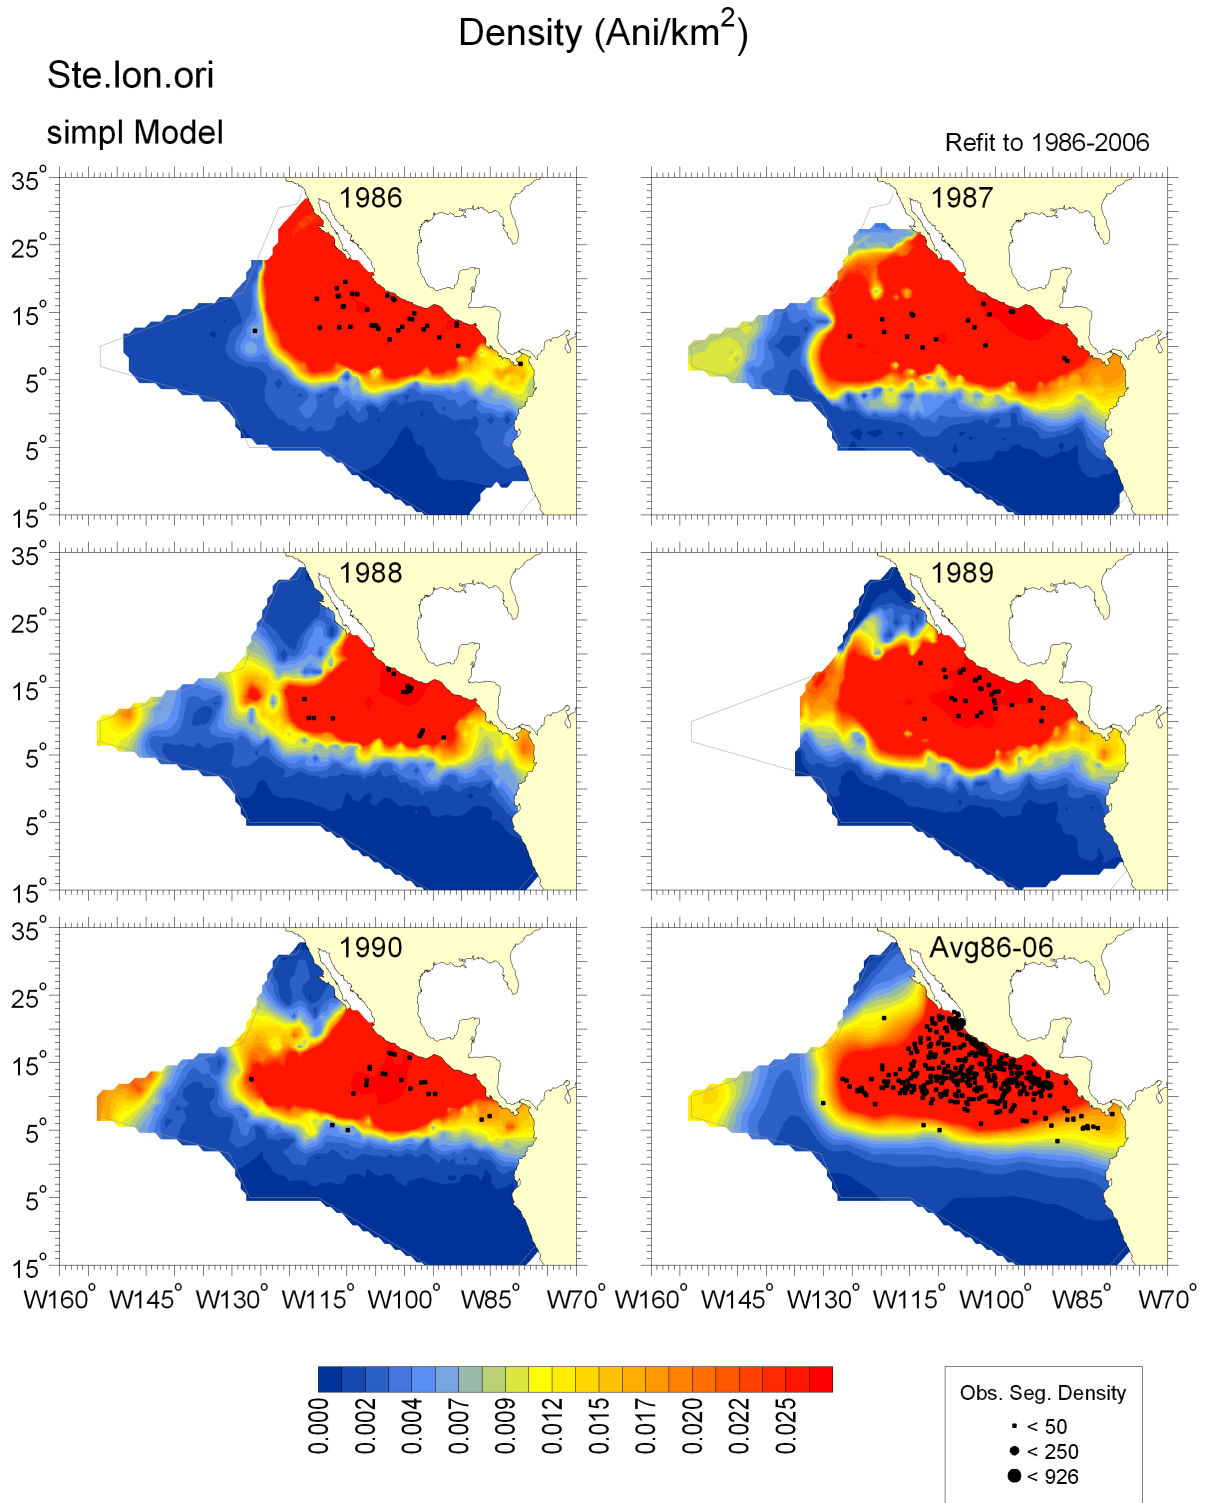 Density (Ani/km²)
Ste.lon.ori
simpl Model
Refit to 1986-2006
35° 1986 1987
25°
15°
5°
5°
15°
35° 1988 1989
25°
15°
5°
5°
15°
35° 1990 Avg86-06
25°
15°
5°
5°
15°
W160° W145° W130° W115° W100° W85° W70° W160° W145° W130° W115° W100° W85° W70°
0.000 0.002 0.004 0.007 0.009 0.012 0.015 0.017 0.020 0.022 0.025
Obs. Seg. Density
< 50
< 250
< 926